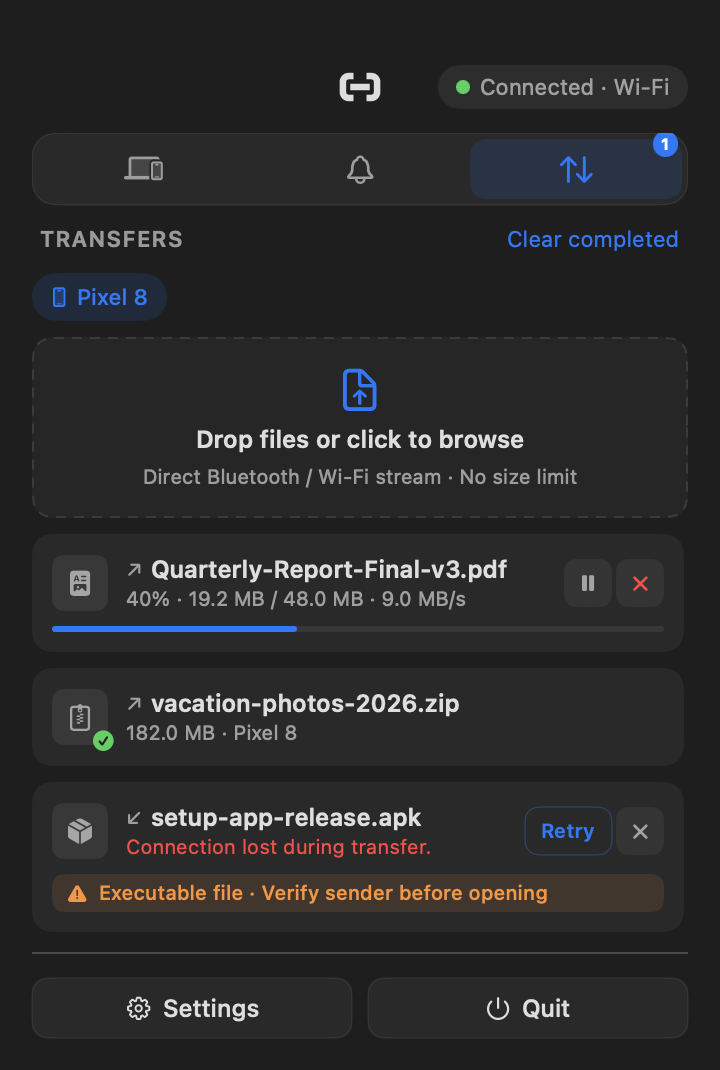 Connected · Wi-Fi
1
TRANSFERS
Clear completed
Pixel 8
Drop files or click to browse
Direct Bluetooth / Wi-Fi stream · No size limit
Quarterly-Report-Final-v3.pdf
40% · 19.2 MB / 48.0 MB · 9.0 MB/s
vacation-photos-2026.zip
182.0 MB · Pixel 8
setup-app-release.apk
Connection lost during transfer.
Retry
Executable file · Verify sender before opening
Settings
Quit